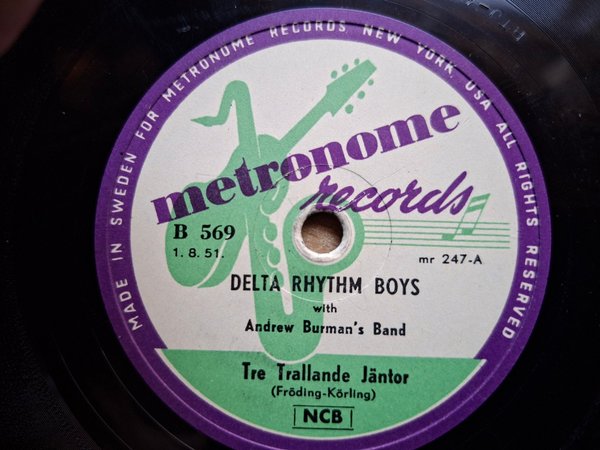 MADE IN SWEDEN FOR METRONOME RECORDS NEW YORK, USA ALL RIGHTS RESERVED
metronome
records
B 569
1. 8. 51.
mr 247-A
DELTA RHYTHM BOYS
with
Andrew Burman's Band
Tre Trallande Jäntor
(Fröding-Körling)
NCB